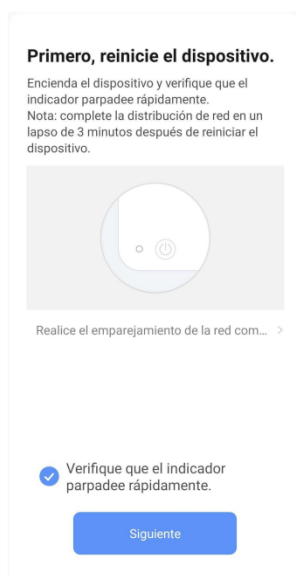 Primero, reinicie el dispositivo.
Encienda el dispositivo y verifique que el
indicador parpadee rápidamente.
Nota: complete la distribución de red en un
lapso de 3 minutos después de reiniciar el
dispositivo.
Realice el emparejamiento de la red com...
Verifique que el indicador
parpadee rápidamente.
Siguiente